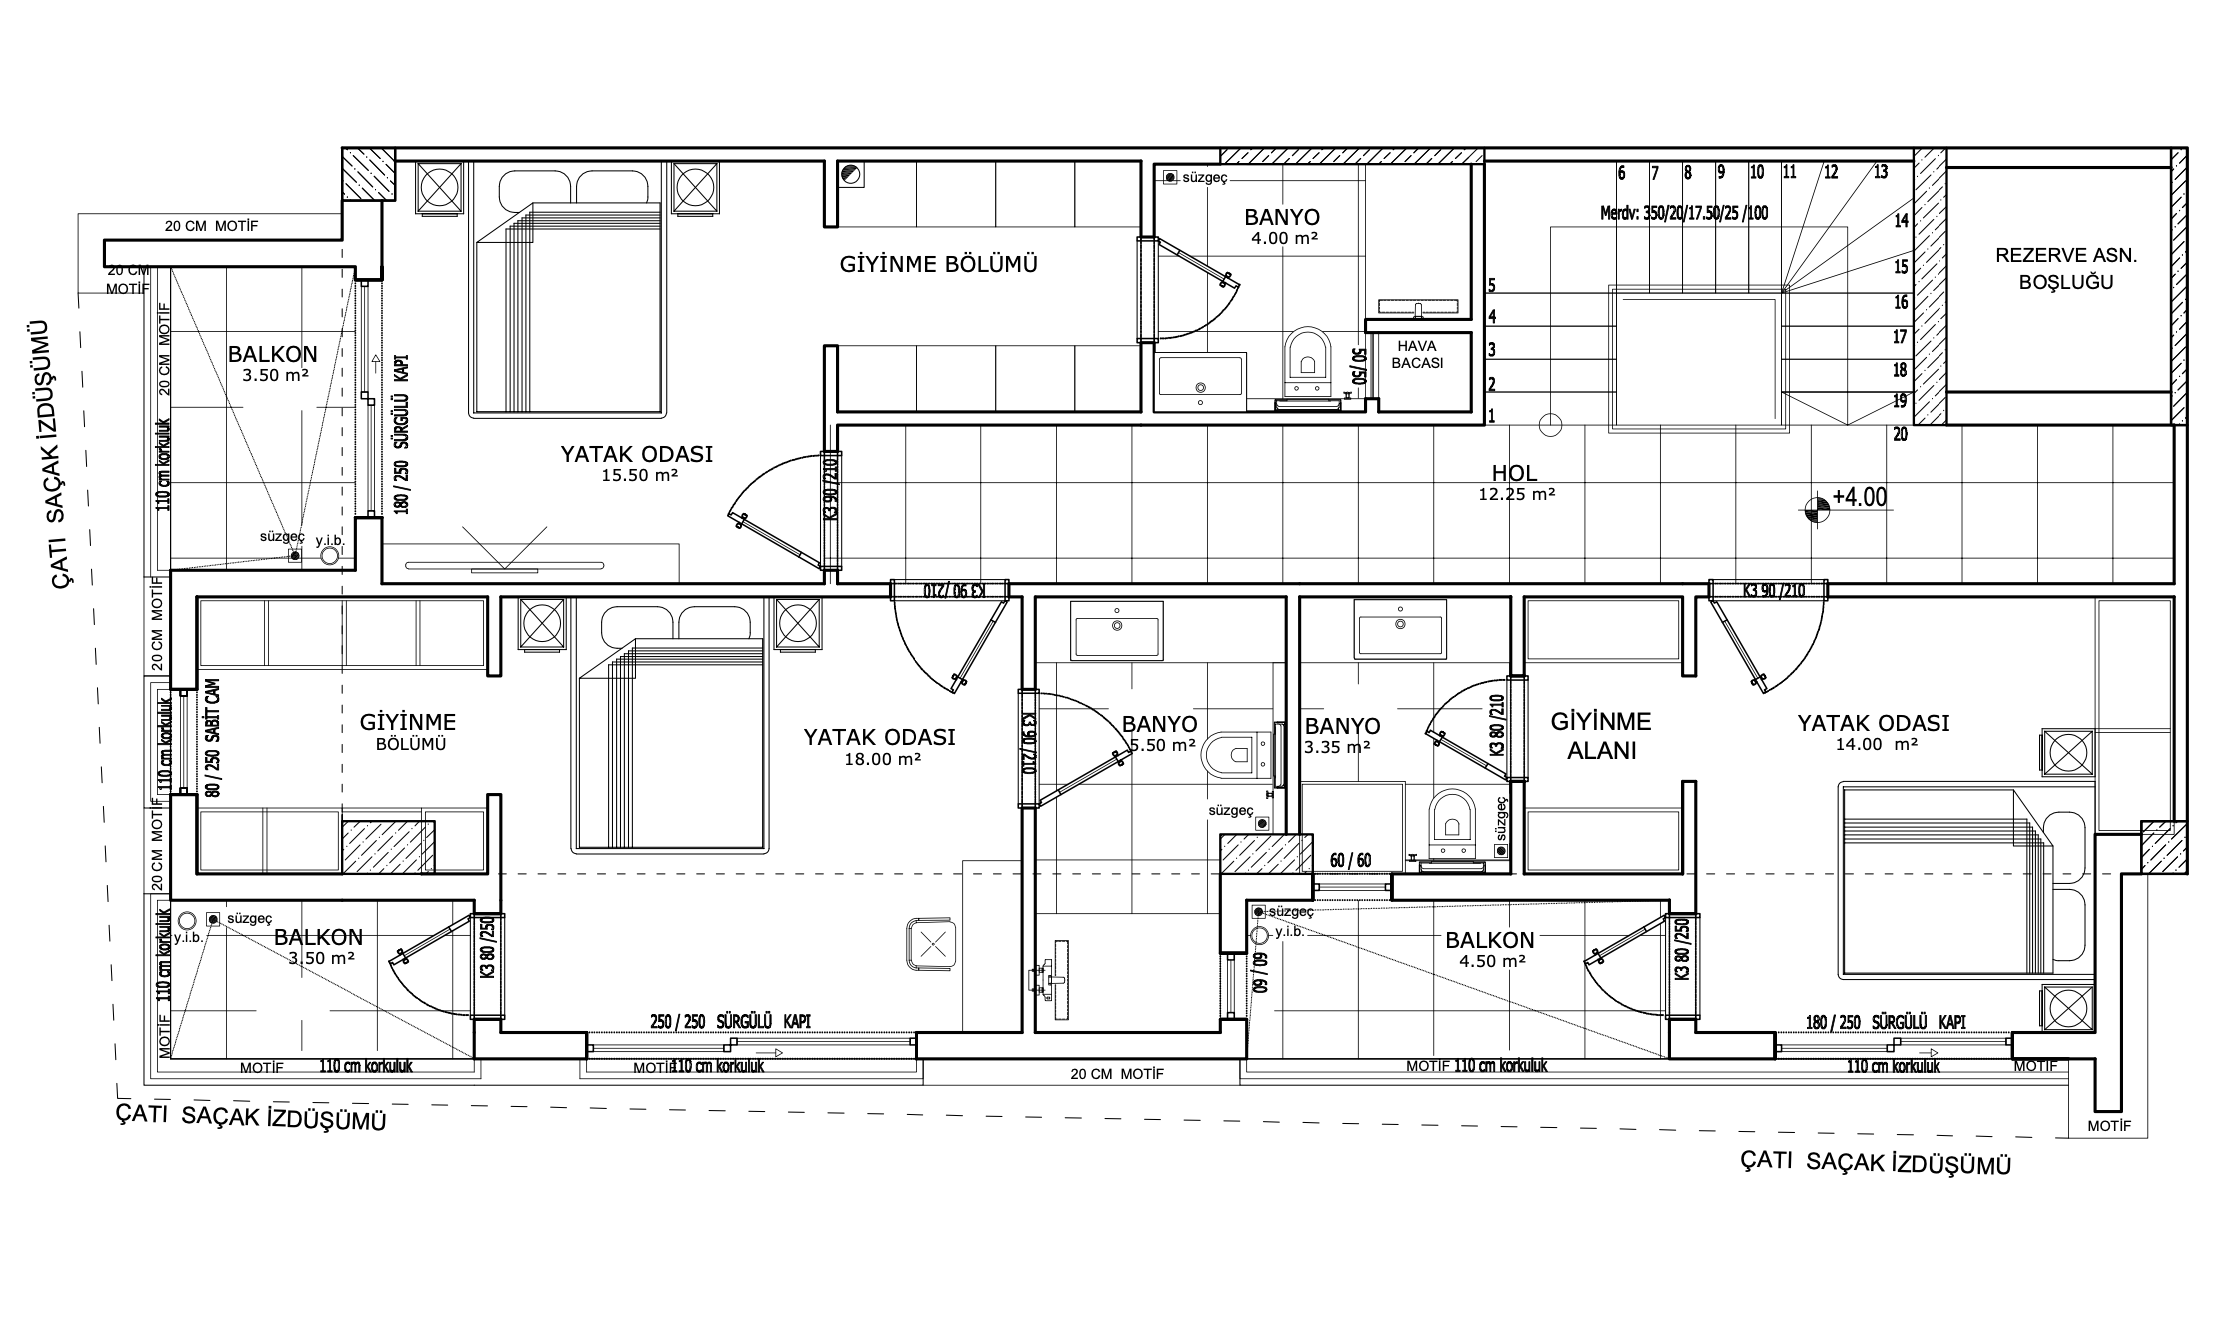 süzgeç
BANYO
4.00 m²
6
7
8
9
10
11
12
13
Merdv: 350/20/17.50/25 /100
14
15
16
17
18
19
20
5
4
3
2
1
REZERVE ASN.
BOŞLUĞU
20 CM MOTİF
20 CM
MOTİF
20 CM MOTİF
GİYİNME BÖLÜMÜ
HAVA
BACASI
50/50
ÇATI SAÇAK İZDÜŞÜMÜ
BALKON
3.50 m²
110 cm korkuluk
180 / 250 SÜRGÜLÜ KAPI
süzgeç
y.i.b.
YATAK ODASI
15.50 m²
K3 90 /210
HOL
12.25 m²
+4.00
20 CM MOTİF
K3 90 /210
K3 90 /210
110 cm korkuluk
80 / 250 SABİT CAM
GİYİNME
BÖLÜMÜ
YATAK ODASI
18.00 m²
K3 90 /210
BANYO
5.50 m²
süzgeç
BANYO
3.35 m²
K3 80 /210
süzgeç
60 / 60
GİYİNME
ALANI
YATAK ODASI
14.00 m²
20 CM MOTİF
110 cm korkuluk
MOTİF
süzgeç
y.i.b.
BALKON
3.50 m²
K3 80 /250
250 / 250 SÜRGÜLÜ KAPI
60 / 60
süzgeç
y.i.b.
BALKON
4.50 m²
K3 80 /250
180 / 250 SÜRGÜLÜ KAPI
MOTİF
110 cm korkuluk
MOTİF
110 cm korkuluk
20 CM MOTİF
MOTİF
110 cm korkuluk
110 cm korkuluk
MOTİF
ÇATI SAÇAK İZDÜŞÜMÜ
MOTİF
ÇATI SAÇAK İZDÜŞÜMÜ